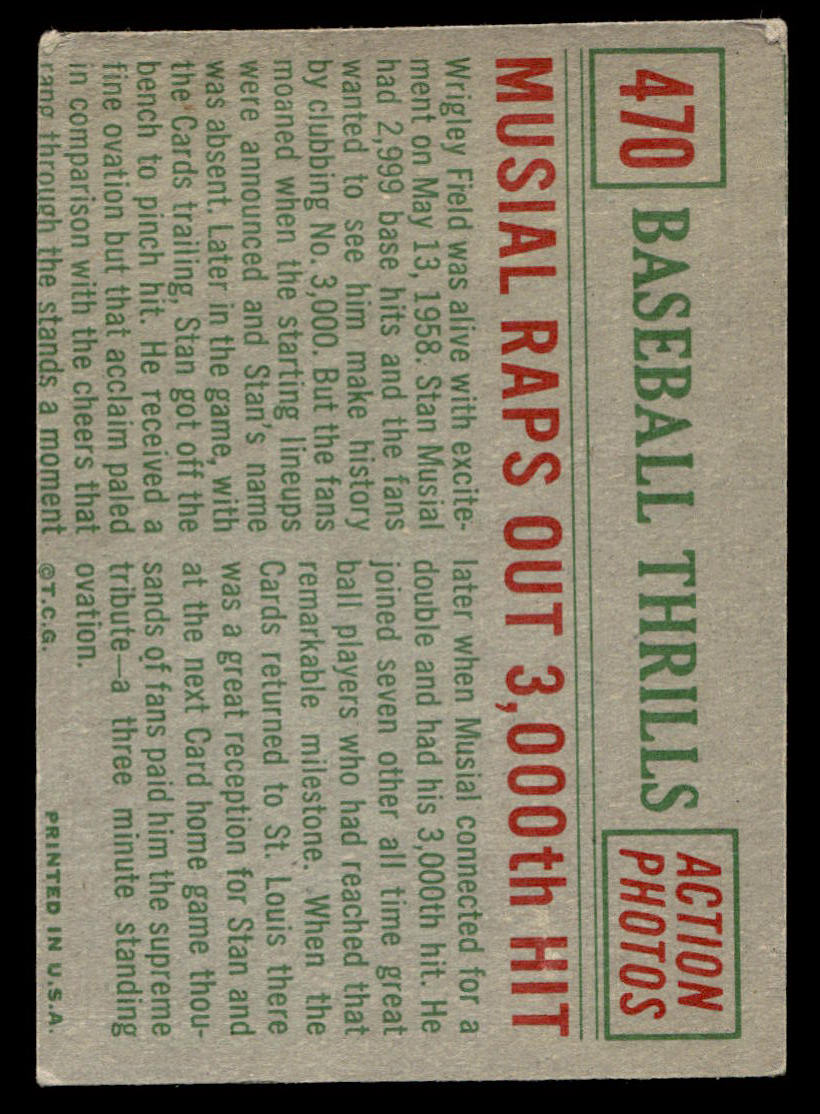 470
BASEBALL THRILLS
ACTION
PHOTOS
MUSIAL RAPS OUT 3,000th HIT
Wrigley Field was alive with excite-
ment on May 13, 1958. Stan Musial
had 2,999 base hits and the fans
wanted to see him make history
by clubbing No. 3,000. But the fans
moaned when the starting lineups
were announced and Stan's name
was absent. Later in the game, with
the Cards trailing, Stan got off the
bench to pinch hit. He received a
fine ovation but that acclaim paled
in comparison with the cheers that
rang through the stands a moment
later when Musial connected for a
double and had his 3,000th hit. He
joined seven other all time great
ball players who had reached that
remarkable milestone. When the
Cards returned to St. Louis there
was a great reception for Stan and
at the next Card home game thou-
sands of fans paid him the supreme
tribute—a three minute standing
ovation.
©T.C.G.
PRINTED IN U.S.A.